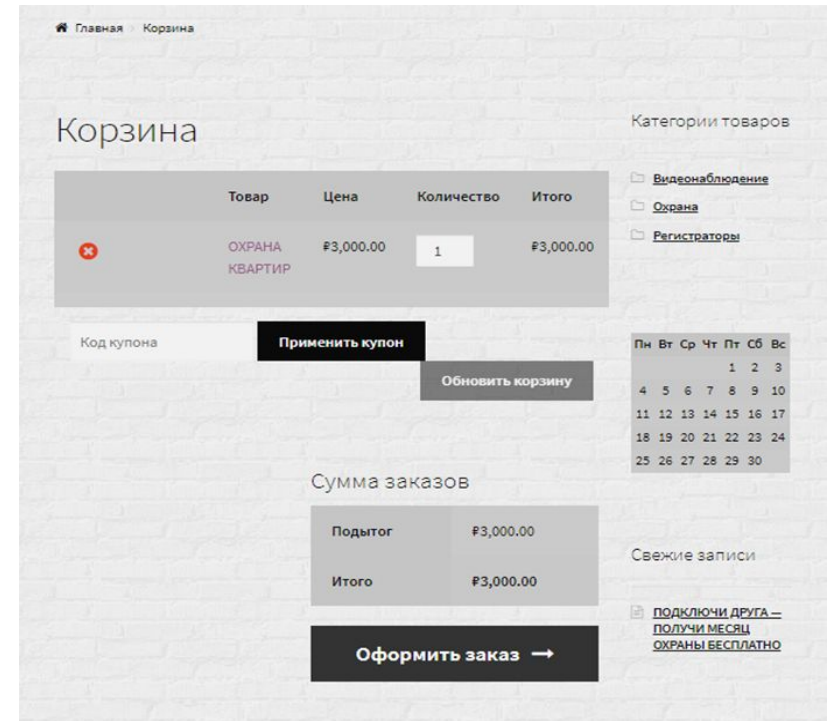 Главная Корзина
Корзина
Товар Цена Количество Итого
ОХРАНА КВАРТИР ₽3,000.00 1 ₽3,000.00
Код купона Применить купон
Обновить корзину
Сумма заказов
Подытог ₽3,000.00
Итого ₽3,000.00
Оформить заказ →
Категории товаров
Видеонаблюдение
Охрана
Регистраторы
Пн Вт Ср Чт Пт Сб Вс
1 2 3
4 5 6 7 8 9 10
11 12 13 14 15 16 17
18 19 20 21 22 23 24
25 26 27 28 29 30
Свежие записи
ПОДКЛЮЧИ ДРУГА —
ПОЛУЧИ МЕСЯЦ
ОХРАНЫ БЕСПЛАТНО